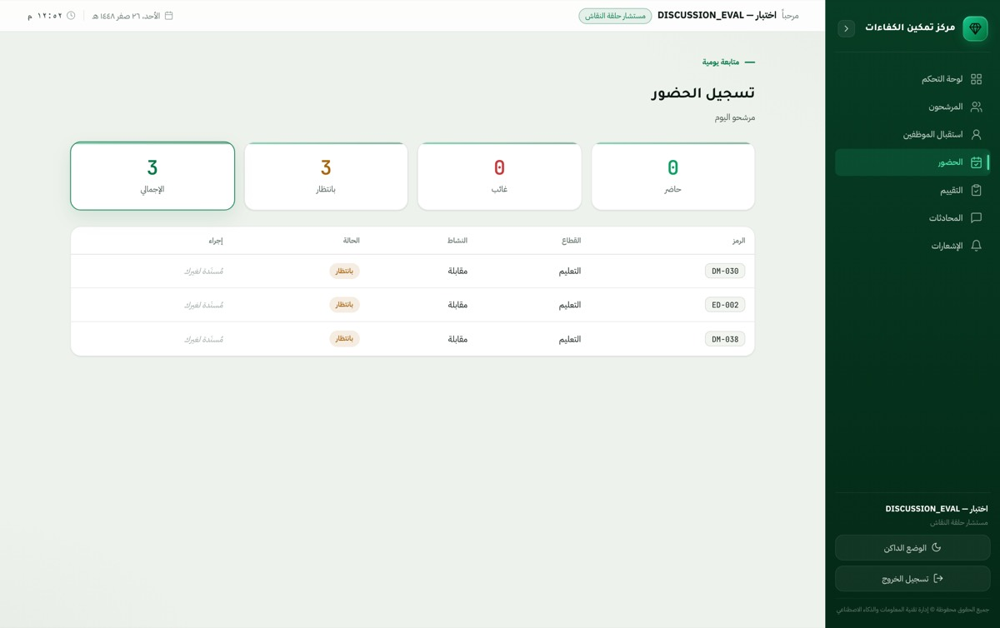 مركز تمكين الكفاءات
لوحة التحكم
المرشحون
استقبال الموظفين
الحضور
التقييم
المحادثات
الإشعارات
اختبار — DISCUSSION_EVAL
مستشار حلقة النقاش
الوضع الداكن
تسجيل الخروج
جميع الحقوق محفوظة © إدارة تقنية المعلومات والذكاء الاصطناعي
مرحباً اختبار — DISCUSSION_EVAL مستشار حلقة النقاش
الأحد، ٢٦ صفر ١٤٤٨ هـ ١٢:٥٢ م
متابعة يومية
تسجيل الحضور
مرشحو اليوم
0 0 3 3
حاضر غائب بانتظار الإجمالي
الرمز القطاع النشاط الحالة إجراء
DM-030 التعليم مقابلة بانتظار مُسنَدة لغيرك
ED-002 التعليم مقابلة بانتظار مُسنَدة لغيرك
DM-038 التعليم مقابلة بانتظار مُسنَدة لغيرك